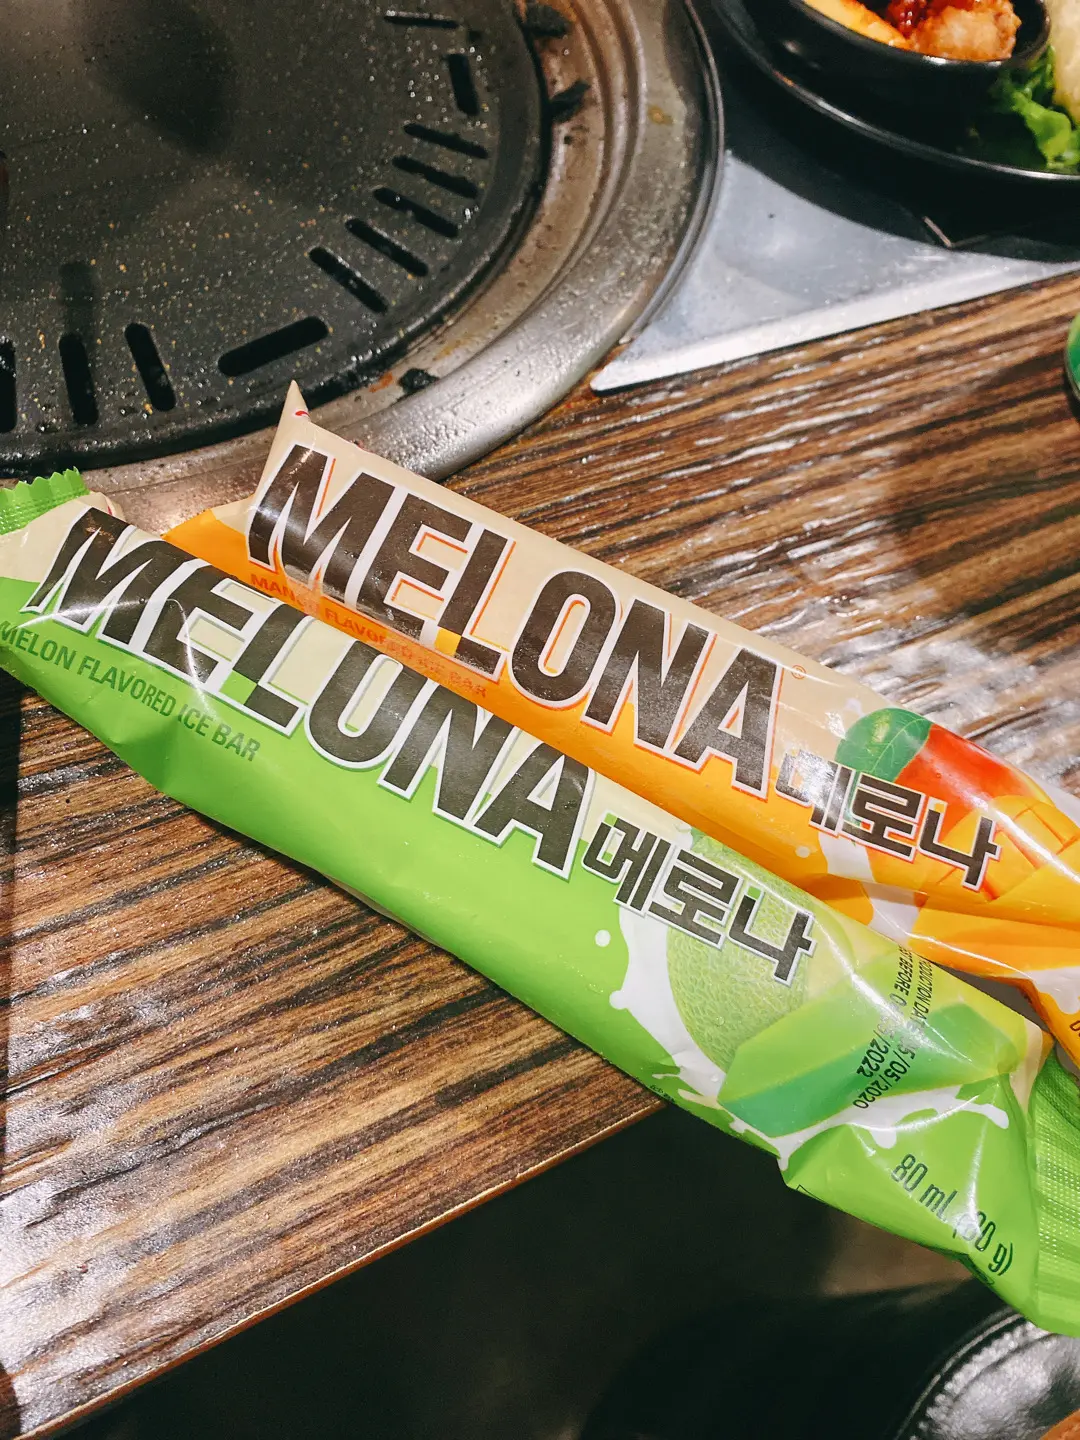 MELONA
MANGO FLAVORED ICE BAR
메로나
MELONA
MELON FLAVORED ICE BAR
메로나
80 ml